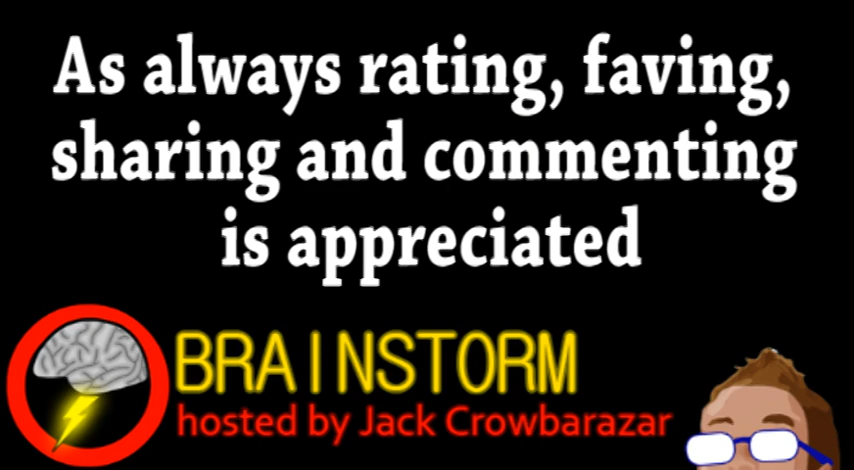 As always rating, faving,
sharing and commenting
is appreciated
BRAINSTORM
hosted by Jack Crowbarazar